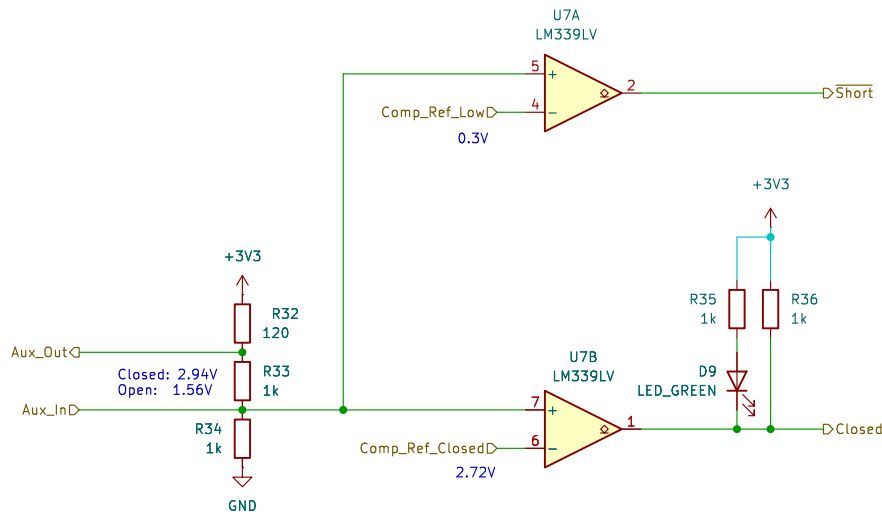 U7A
LM339LV
5
+
2
Short
Comp_Ref_Low
4
−
0.3V
+3V3
+3V3
R32
120
R35
1k
R36
1k
Aux_Out
Closed: 2.94V
Open: 1.56V
R33
1k
U7B
LM339LV
D9
LED_GREEN
Aux_In
7
+
1
Closed
R34
1k
Comp_Ref_Closed
6
−
2.72V
GND